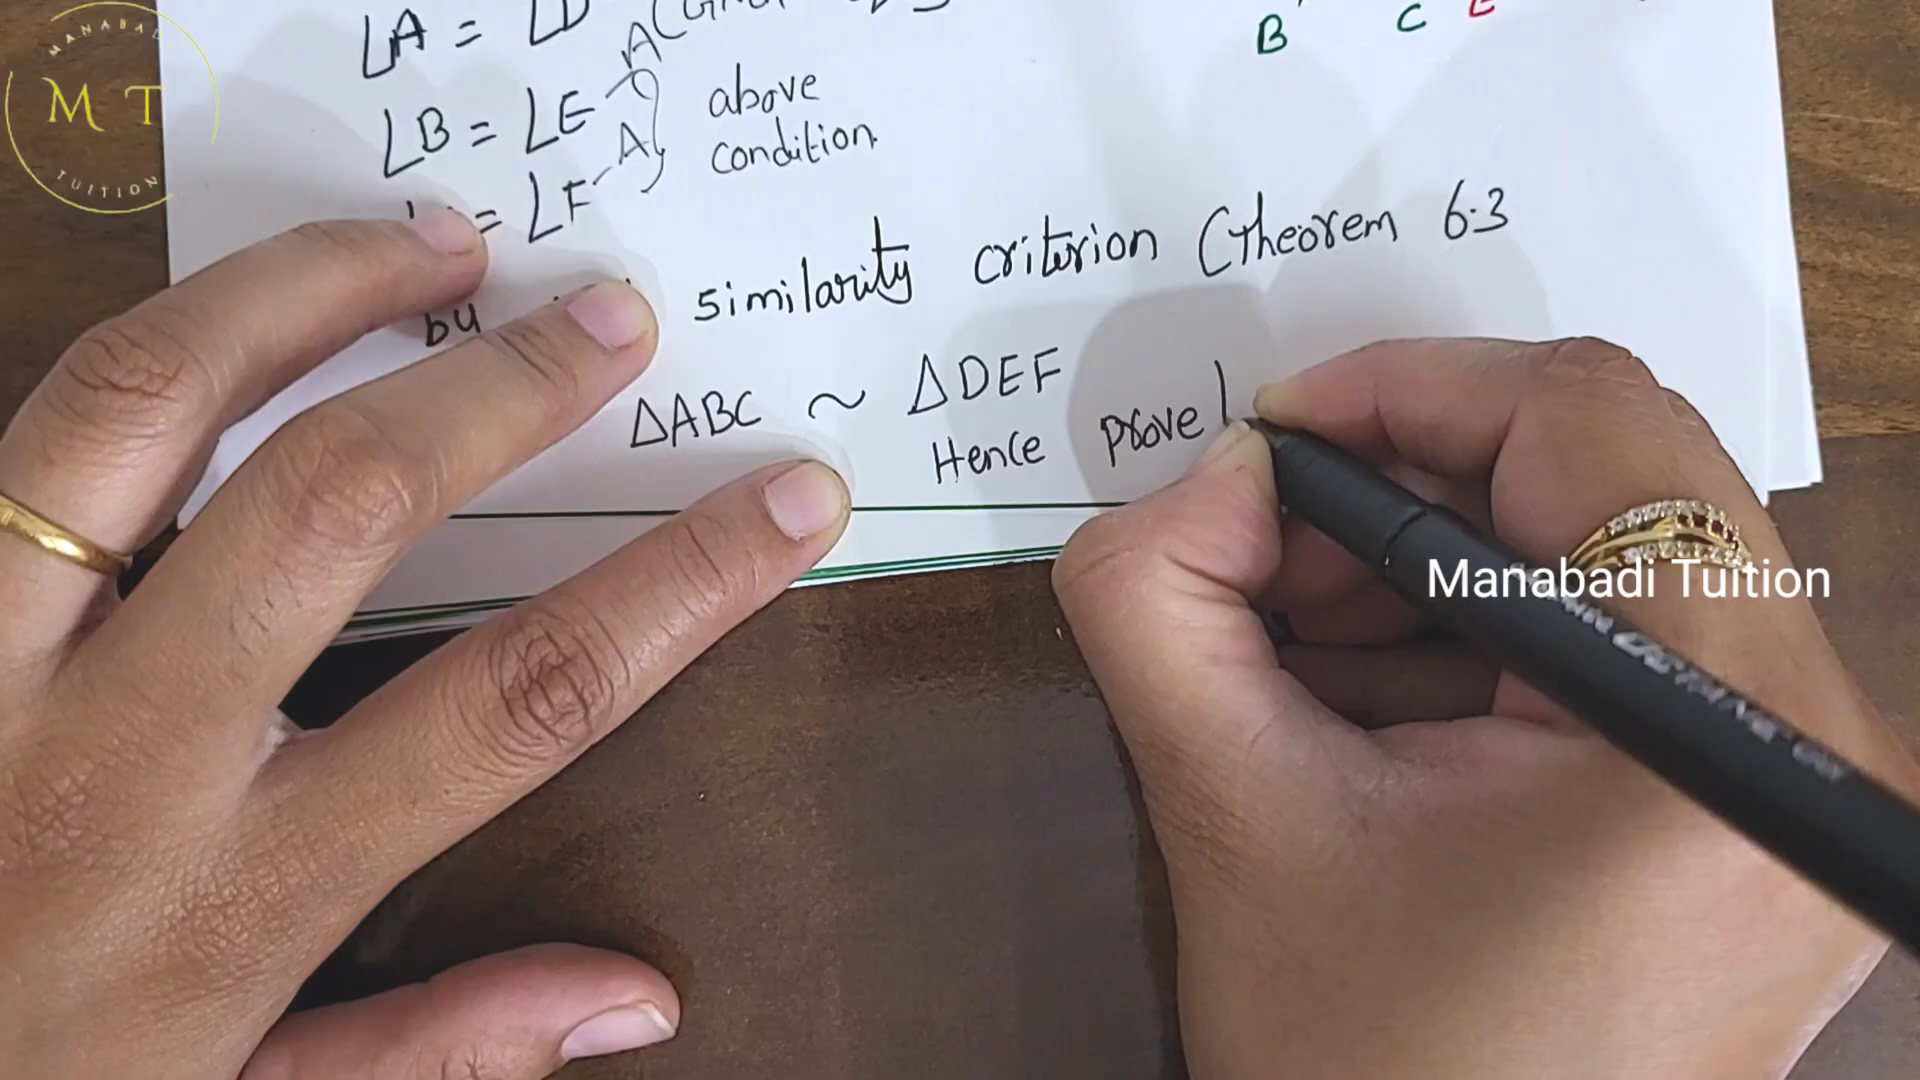 MANABADI
M T
TUITION
B C E
∠A = ∠D
∠B = ∠E A above
= ∠F A condition.
by similarity criterion (Theorem 6.3
ΔABC ~ ΔDEF
Hence prove
Manabadi Tuition